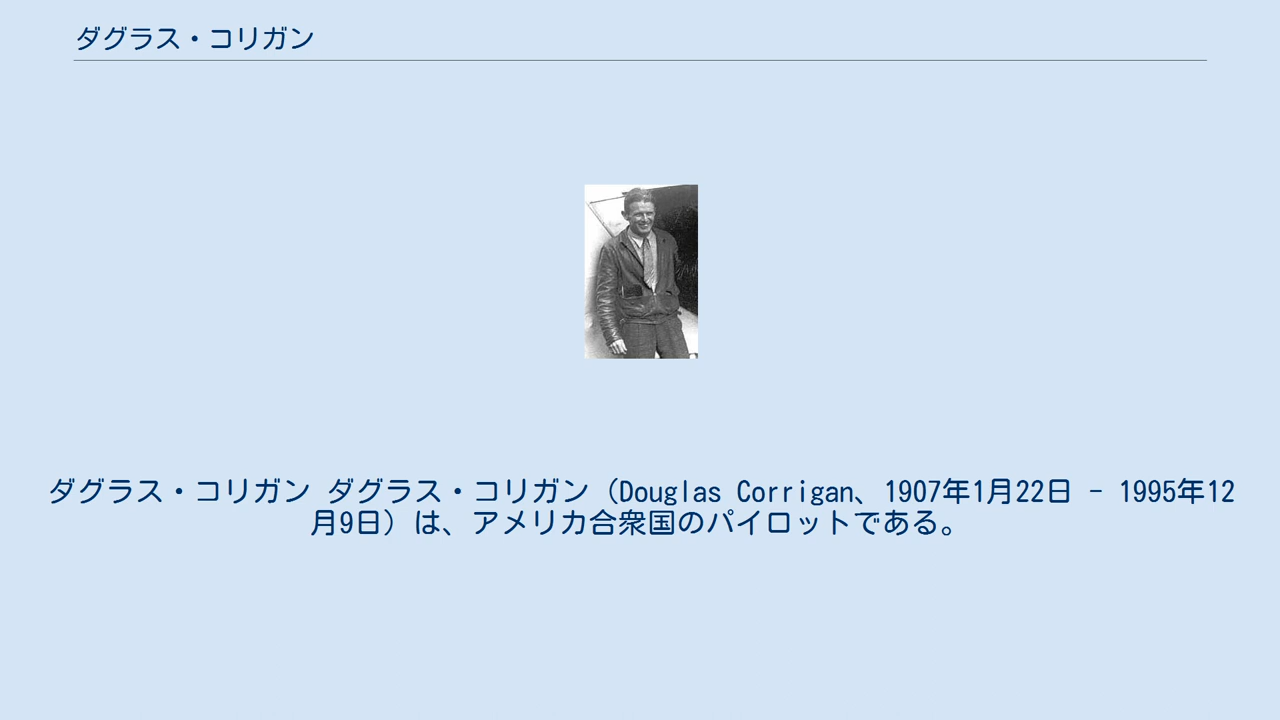 ダグラス・コリガン
ダグラス・コリガン ダグラス・コリガン（Douglas Corrigan、1907年1月22日 - 1995年12
月9日）は、アメリカ合衆国のパイロットである。